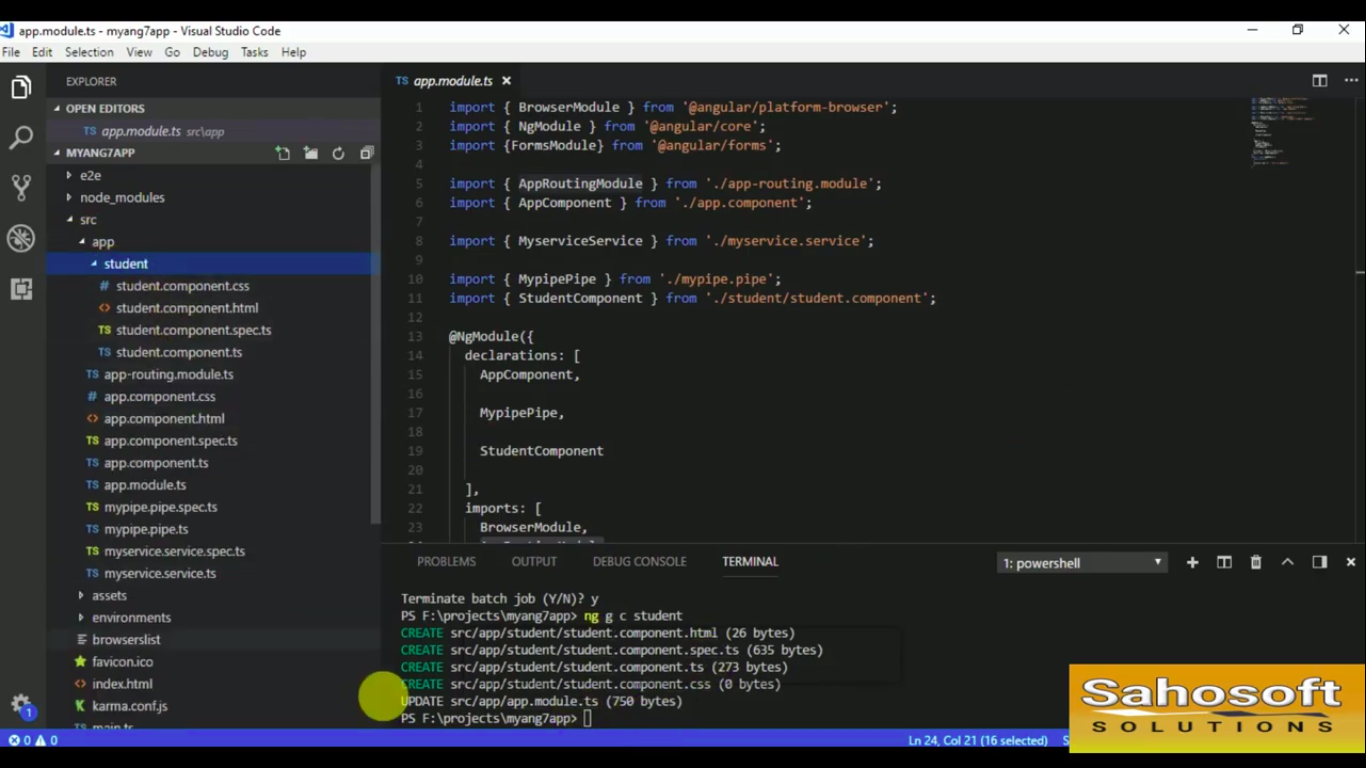 app.module.ts - myang7app - Visual Studio Code
File Edit Selection View Go Debug Tasks Help
EXPLORER
OPEN EDITORS
TS app.module.ts src\app
MYANG7APP
e2e
node_modules
src
app
student
# student.component.css
<> student.component.html
TS student.component.spec.ts
TS student.component.ts
TS app-routing.module.ts
# app.component.css
<> app.component.html
TS app.component.spec.ts
TS app.component.ts
TS app.module.ts
TS mypipe.pipe.spec.ts
TS mypipe.pipe.ts
TS myservice.service.spec.ts
TS myservice.service.ts
assets
environments
browserslist
favicon.ico
<> index.html
K karma.conf.js
TS main.ts
1
TS app.module.ts
1 import { BrowserModule } from '@angular/platform-browser';
2 import { NgModule } from '@angular/core';
3 import {FormsModule} from '@angular/forms';
4
5 import { AppRoutingModule } from './app-routing.module';
6 import { AppComponent } from './app.component';
7
8 import { MyserviceService } from './myservice.service';
9
10 import { MypipePipe } from './mypipe.pipe';
11 import { StudentComponent } from './student/student.component';
12
13 @NgModule({
14 declarations: [
15 AppComponent,
16
17 MypipePipe,
18
19 StudentComponent
20
21 ],
22 imports: [
23 BrowserModule,
PROBLEMS OUTPUT DEBUG CONSOLE TERMINAL 1: powershell
Terminate batch job (Y/N)? y
PS F:\projects\myang7app> ng g c student
CREATE src/app/student/student.component.html (26 bytes)
CREATE src/app/student/student.component.spec.ts (635 bytes)
CREATE src/app/student/student.component.ts (273 bytes)
CREATE src/app/student/student.component.css (0 bytes)
UPDATE src/app/app.module.ts (750 bytes)
PS F:\projects\myang7app>
Sahosoft
SOLUTIONS
0 0 Ln 24, Col 21 (16 selected)